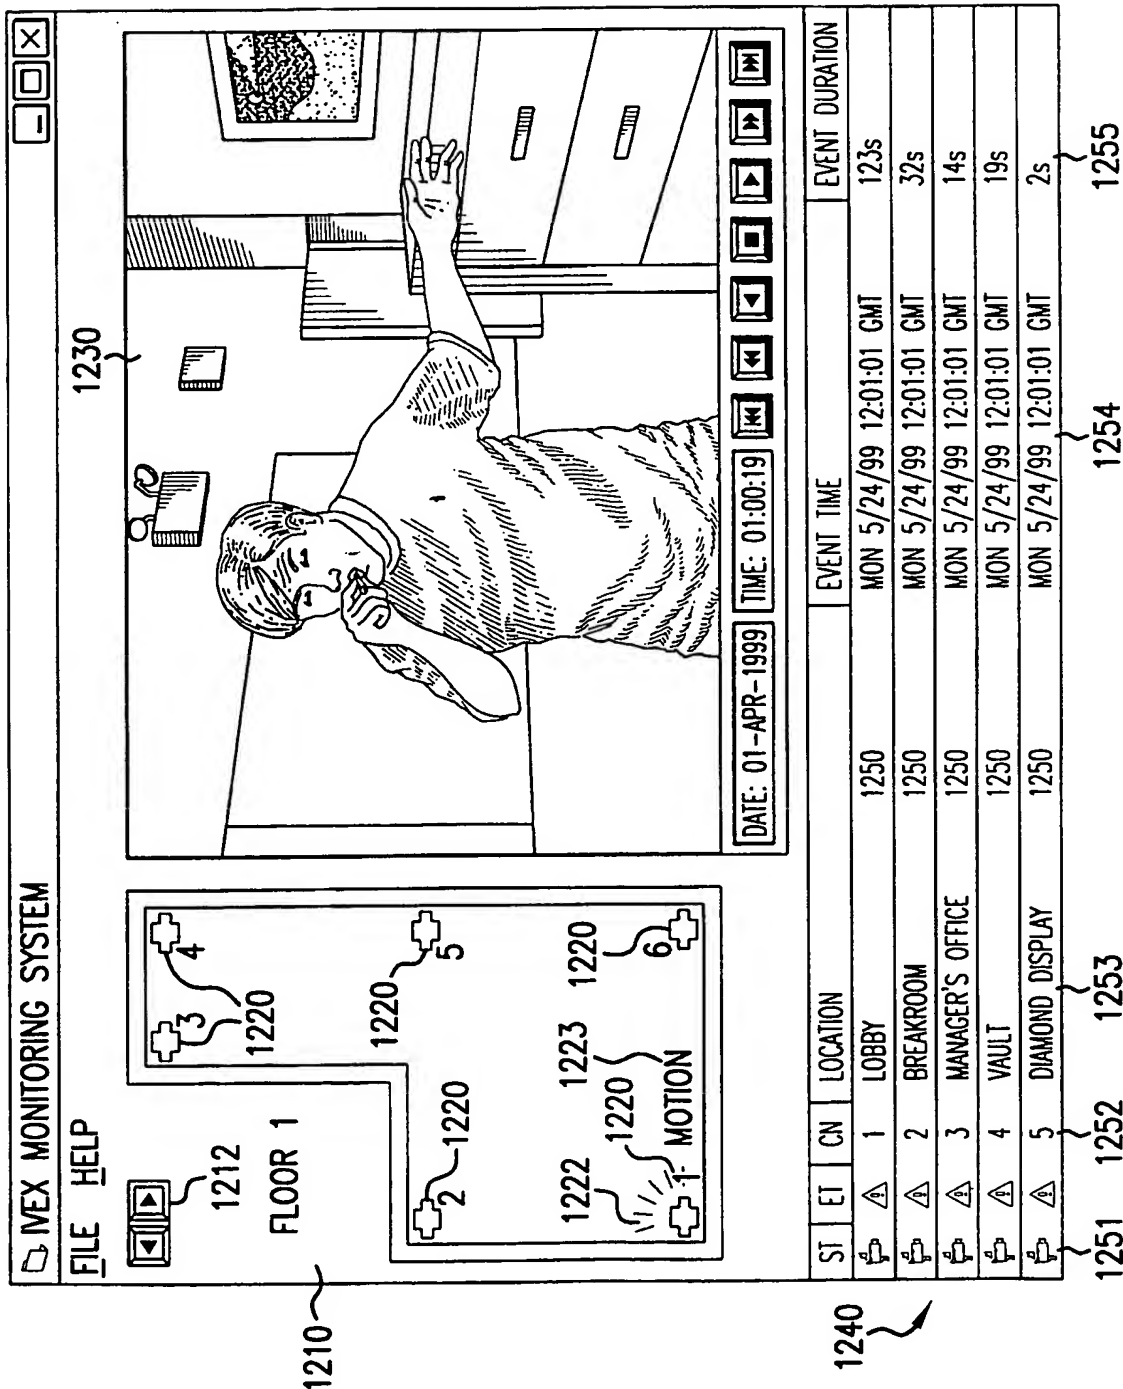 IVEX MONITORING SYSTEM
FILE HELP
1212
1230
FLOOR 1
1210
3
4
1220
2
1220
1220
5
1222
1220
1223
1220
6
1
MOTION
DATE: 01-APR-1999 TIME: 01:00:19
1240
ST ET CN LOCATION EVENT TIME EVENT DURATION
1 LOBBY 1250 MON 5/24/99 12:01:01 GMT 123s
2 BREAKROOM 1250 MON 5/24/99 12:01:01 GMT 32s
3 MANAGER'S OFFICE 1250 MON 5/24/99 12:01:01 GMT 14s
4 VAULT 1250 MON 5/24/99 12:01:01 GMT 19s
5 DIAMOND DISPLAY 1250 MON 5/24/99 12:01:01 GMT 2s
1251 1252 1253 1254 1255